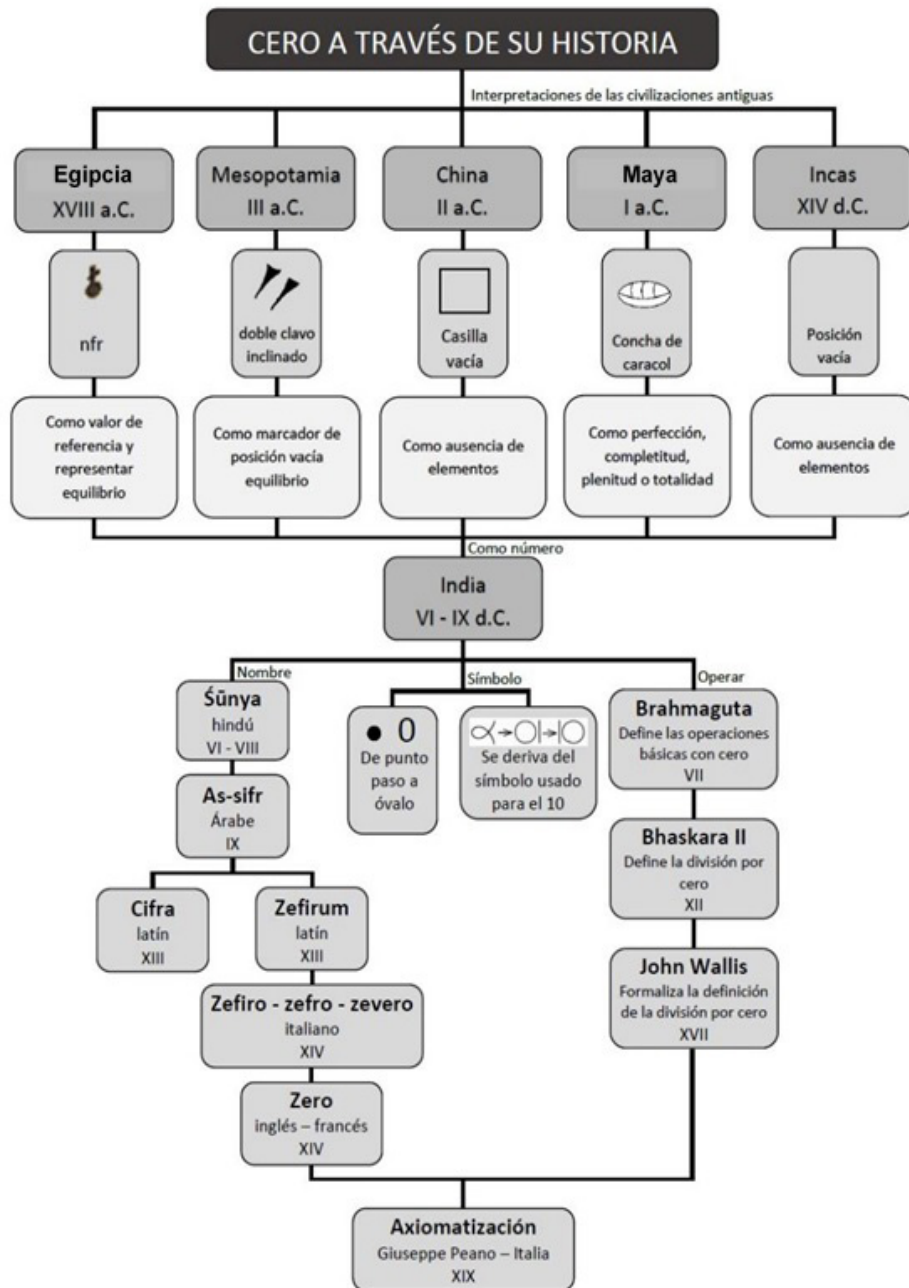 CERO A TRAVÉS DE SU HISTORIA
Interpretaciones de las civilizaciones antiguas
Egipcia
XVIII a.C.
Mesopotamia
III a.C.
China
II a.C.
Maya
I a.C.
Incas
XIV d.C.
nfr
doble clavo
inclinado
Casilla
vacía
Concha de
caracol
Posición
vacía
Como valor de
referencia y
representar
equilibrio
Como marcador de
posición vacía
equilibrio
Como ausencia de
elementos
Como perfección,
completitud,
plenitud o totalidad
Como ausencia de
elementos
Como número
India
VI - IX d.C.
Nombre
Símbolo
Operar
Śūnya
hindú
VI - VIII
As-sifr
Árabe
IX
Cifra
latín
XIII
Zefirum
latín
XIII
Zefiro - zefro - zevero
italiano
XIV
Zero
inglés – francés
XIV
● 0
De punto
paso a
óvalo
Se deriva del
símbolo usado
para el 10
Brahmaguta
Define las operaciones
básicas con cero
VII
Bhaskara II
Define la división por
cero
XII
John Wallis
Formaliza la definición
de la división por cero
XVII
Axiomatización
Giuseppe Peano – Italia
XIX